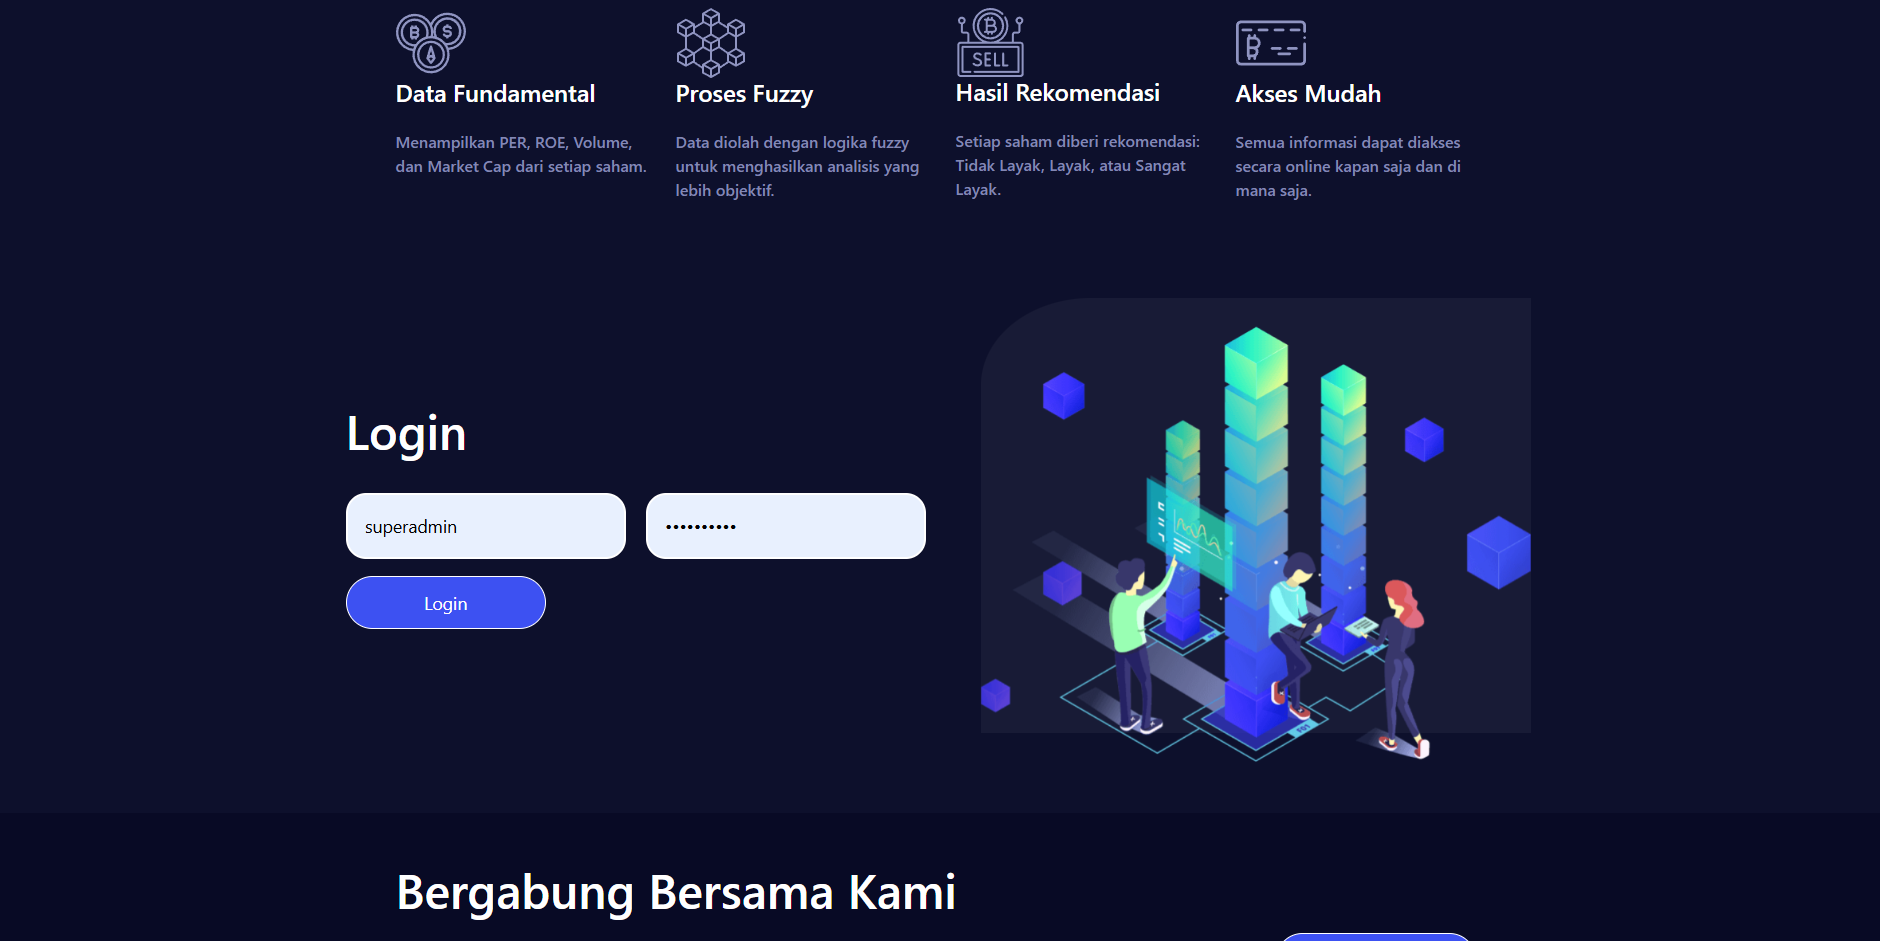 SELL
Data Fundamental
Menampilkan PER, ROE, Volume,
dan Market Cap dari setiap saham.
Proses Fuzzy
Data diolah dengan logika fuzzy
untuk menghasilkan analisis yang
lebih objektif.
Hasil Rekomendasi
Setiap saham diberi rekomendasi:
Tidak Layak, Layak, atau Sangat
Layak.
Akses Mudah
Semua informasi dapat diakses
secara online kapan saja dan di
mana saja.
Login
superadmin
••••••••••
Login
Bergabung Bersama Kami